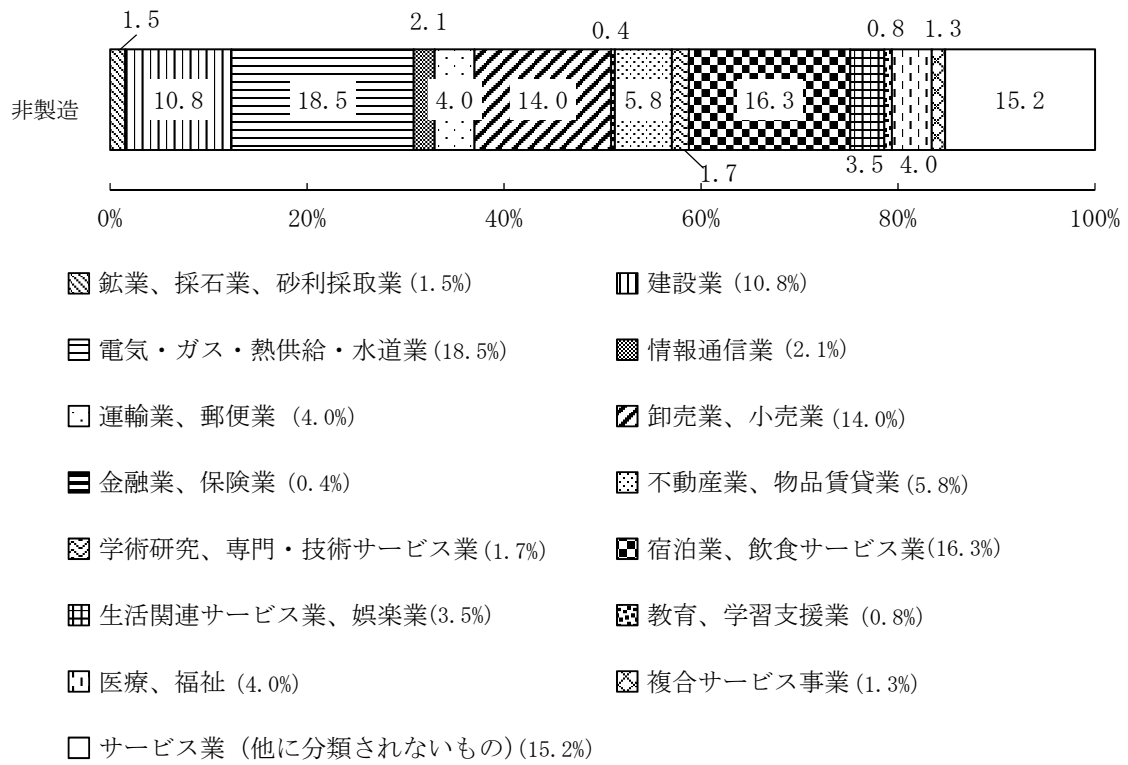 1.5 2.1 0.4 0.8 1.3
非製造 10.8 18.5 4.0 14.0 5.8 16.3 15.2
1.7 3.5 4.0
0% 20% 40% 60% 80% 100%
鉱業、採石業、砂利採取業 (1.5%) 建設業 (10.8%)
電気・ガス・熱供給・水道業 (18.5%) 情報通信業 (2.1%)
運輸業、郵便業 (4.0%) 卸売業、小売業 (14.0%)
金融業、保険業 (0.4%) 不動産業、物品賃貸業 (5.8%)
学術研究、専門・技術サービス業 (1.7%) 宿泊業、飲食サービス業(16.3%)
生活関連サービス業、娯楽業(3.5%) 教育、学習支援業 (0.8%)
医療、福祉 (4.0%) 複合サービス事業 (1.3%)
サービス業（他に分類されないもの）(15.2%)